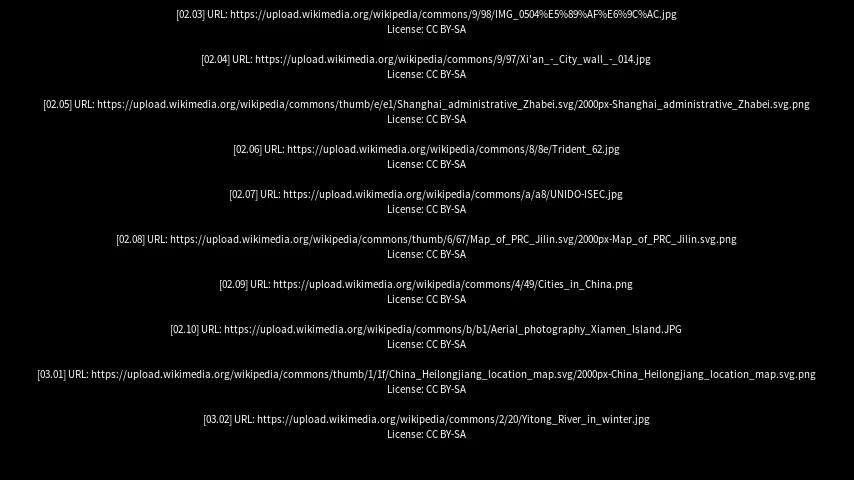 [02.03] URL: https://upload.wikimedia.org/wikipedia/commons/9/98/IMG_0504%E5%89%AF%E6%9C%AC.jpg
License: CC BY-SA
[02.04] URL: https://upload.wikimedia.org/wikipedia/commons/9/97/Xi'an_-_City_wall_-_014.jpg
License: CC BY-SA
[02.05] URL: https://upload.wikimedia.org/wikipedia/commons/thumb/e/e1/Shanghai_administrative_Zhabei.svg/2000px-Shanghai_administrative_Zhabei.svg.png
License: CC BY-SA
[02.06] URL: https://upload.wikimedia.org/wikipedia/commons/8/8e/Trident_62.jpg
License: CC BY-SA
[02.07] URL: https://upload.wikimedia.org/wikipedia/commons/a/a8/UNIDO-ISEC.jpg
License: CC BY-SA
[02.08] URL: https://upload.wikimedia.org/wikipedia/commons/thumb/6/67/Map_of_PRC_Jilin.svg/2000px-Map_of_PRC_Jilin.svg.png
License: CC BY-SA
[02.09] URL: https://upload.wikimedia.org/wikipedia/commons/4/49/Cities_in_China.png
License: CC BY-SA
[02.10] URL: https://upload.wikimedia.org/wikipedia/commons/b/b1/Aerial_photography_Xiamen_Island.JPG
License: CC BY-SA
[03.01] URL: https://upload.wikimedia.org/wikipedia/commons/thumb/1/1f/China_Heilongjiang_location_map.svg/2000px-China_Heilongjiang_location_map.svg.png
License: CC BY-SA
[03.02] URL: https://upload.wikimedia.org/wikipedia/commons/2/20/Yitong_River_in_winter.jpg
License: CC BY-SA